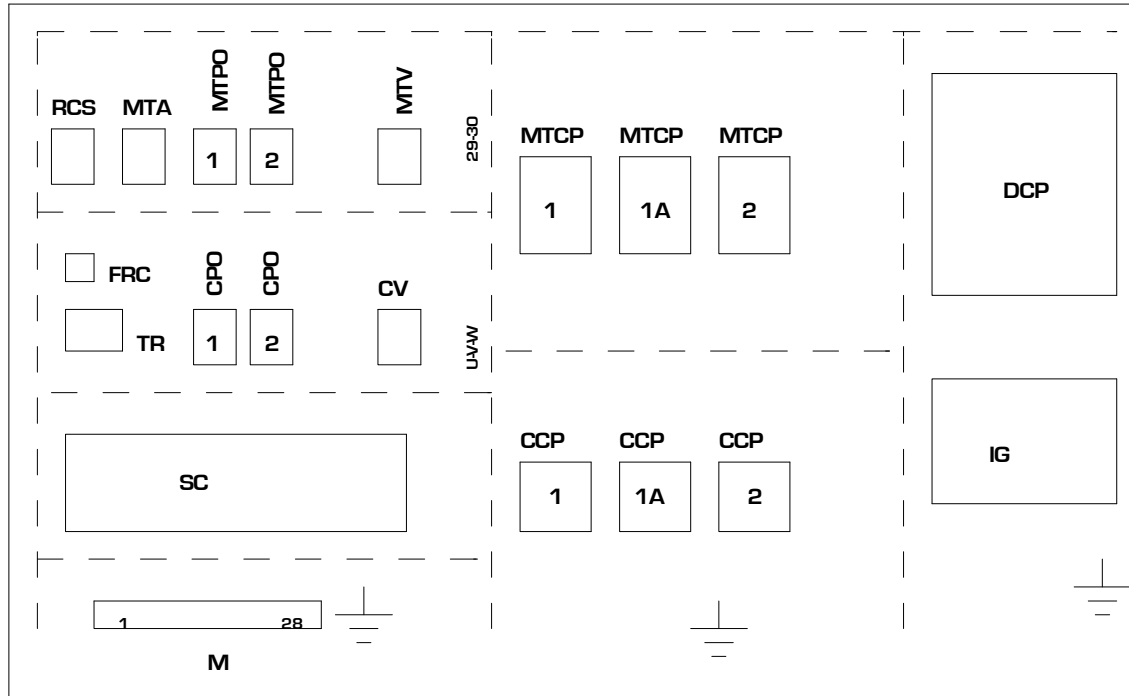 RCS MTA MTPO MTPO MTV
1 2
29-30
FRC
TR
CPO CPO CV
1 2
U-V-W
SC
1 28
M
MTCP MTCP MTCP
1 1A 2
CCP CCP CCP
1 1A 2
DCP
IG